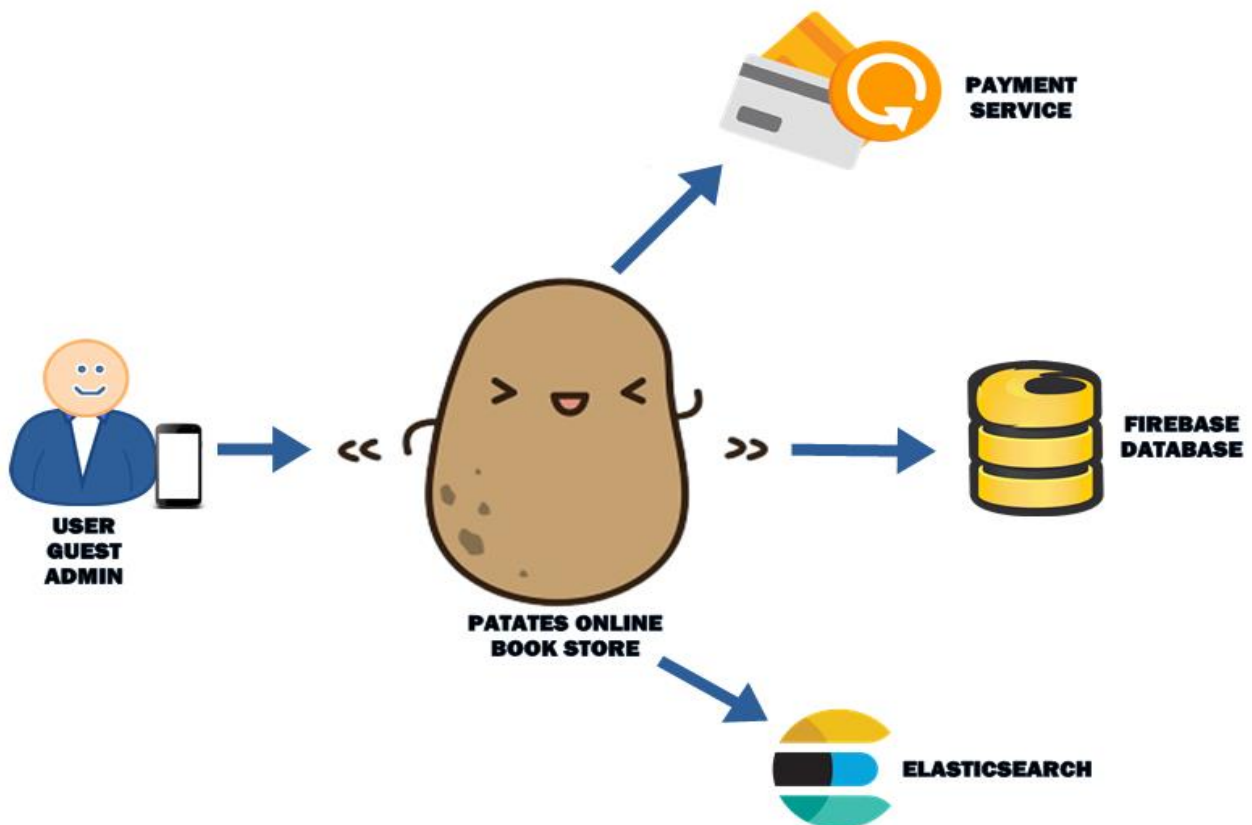 PAYMENT
SERVICE
FIREBASE
DATABASE
USER
GUEST
ADMIN
PATATES ONLINE
BOOK STORE
ELASTICSEARCH